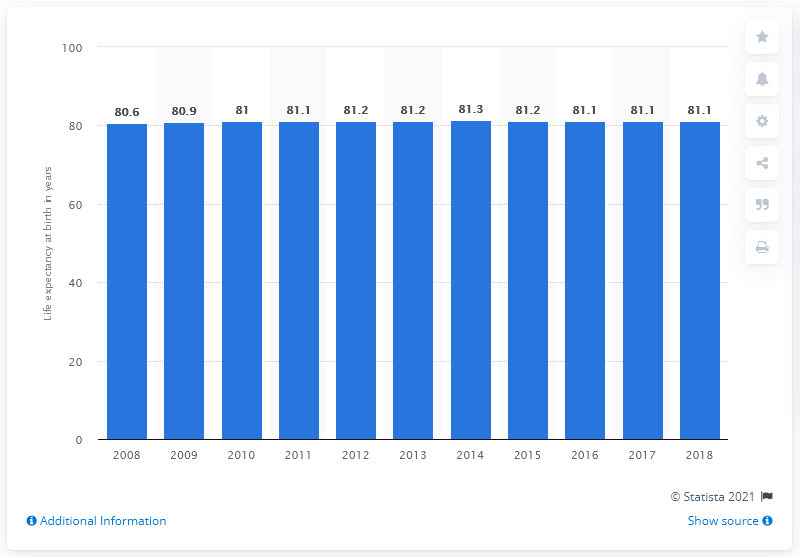 100
80.6 80.9 81 81.1 81.2 81.2 81.3 81.2 81.1 81.1 81.1
80
60
40
20
0
Life expectancy at birth in years
2008 2009 2010 2011 2012 2013 2014 2015 2016 2017 2018
© Statista 2021
Additional Information
Show source